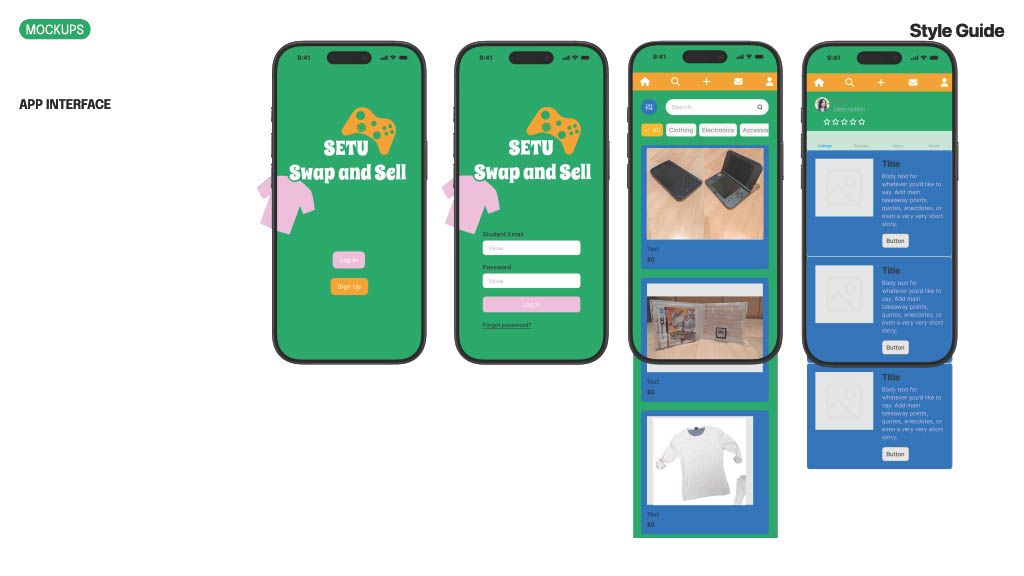 MOCKUPS
Style Guide
APP INTERFACE
9:41
SETU
Swap and Sell
Log In
Sign Up
9:41
SETU
Swap and Sell
Student Email
Value
Password
Value
Log In
Forgot password?
9:41
Search
All
Clothing
Electronics
Accessor
Text
$0
Text
$0
Text
$0
9:41
Description
Listings
Title
Body text for
whatever you'd like to
say. Add main
takeaway points,
quotes, anecdotes, or
even a very very short
story.
Button
Title
Body text for
whatever you'd like to
say. Add main
takeaway points,
quotes, anecdotes, or
even a very very short
story.
Button
Title
Body text for
whatever you'd like to
say. Add main
takeaway points,
quotes, anecdotes, or
even a very very short
story.
Button